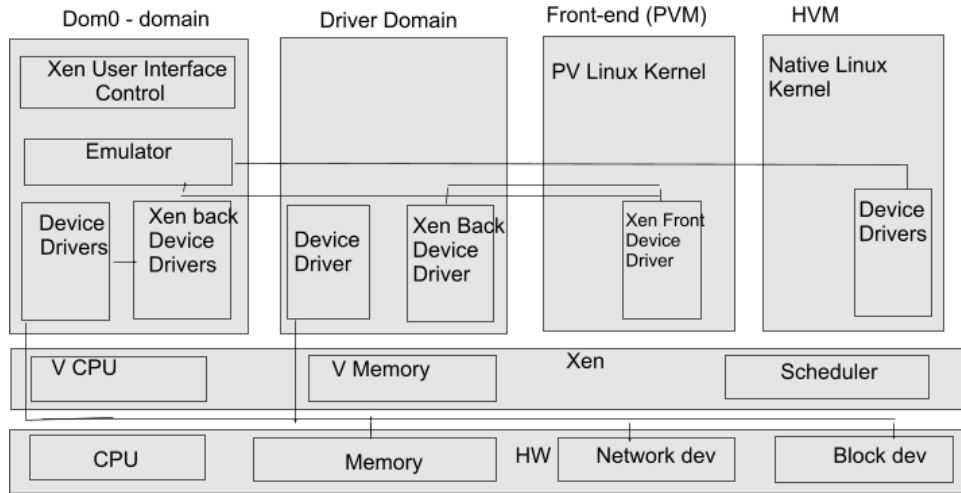 Dom0 - domain
Driver Domain
Front-end (PVM)
HVM
Xen User Interface
Control
Emulator
Device
Drivers
Xen back
Device
Drivers
Device
Driver
Xen Back
Device
Driver
PV Linux Kernel
Xen Front
Device
Driver
Native Linux
Kernel
Device
Drivers
V CPU
V Memory
Xen
Scheduler
CPU
Memory
HW
Network dev
Block dev